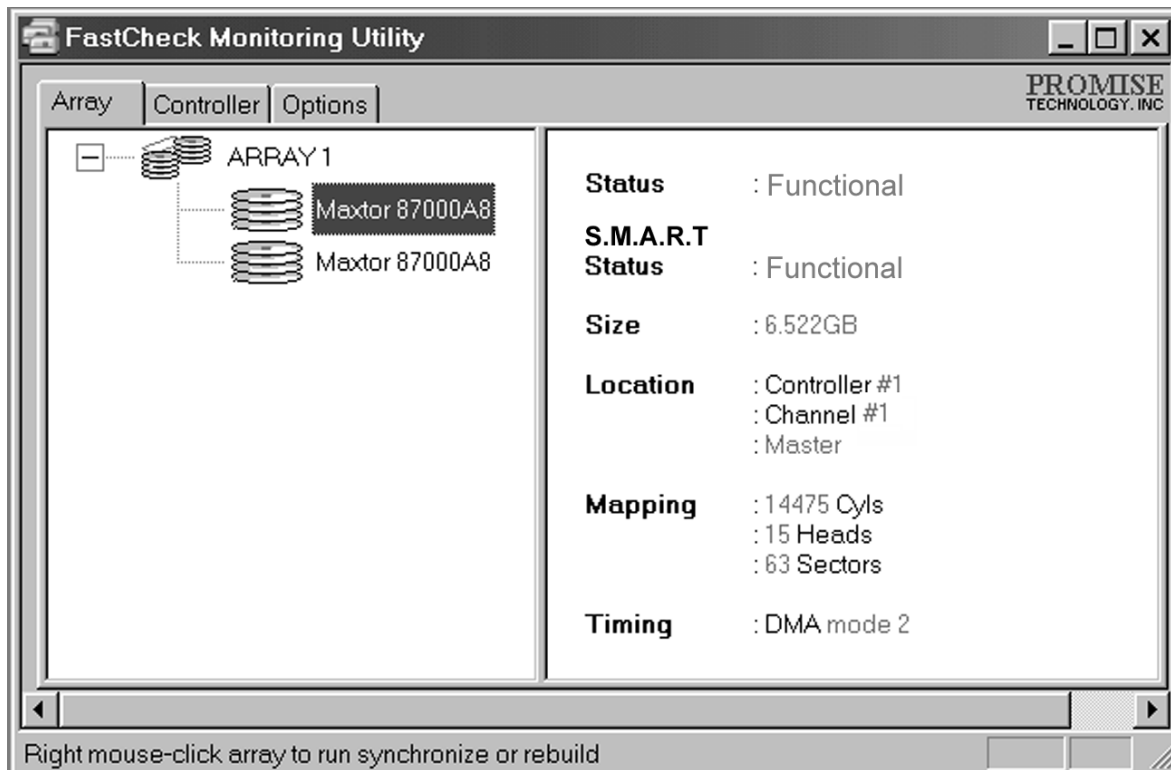 FastCheck Monitoring Utility
PROMISE
TECHNOLOGY. INC
Array Controller Options
ARRAY 1
Maxtor 87000A8
Maxtor 87000A8
Status : Functional
S.M.A.R.T
Status : Functional
Size : 6.522GB
Location : Controller #1
: Channel #1
: Master
Mapping : 14475 Cyls
: 15 Heads
: 63 Sectors
Timing : DMA mode 2
Right mouse-click array to run synchronize or rebuild